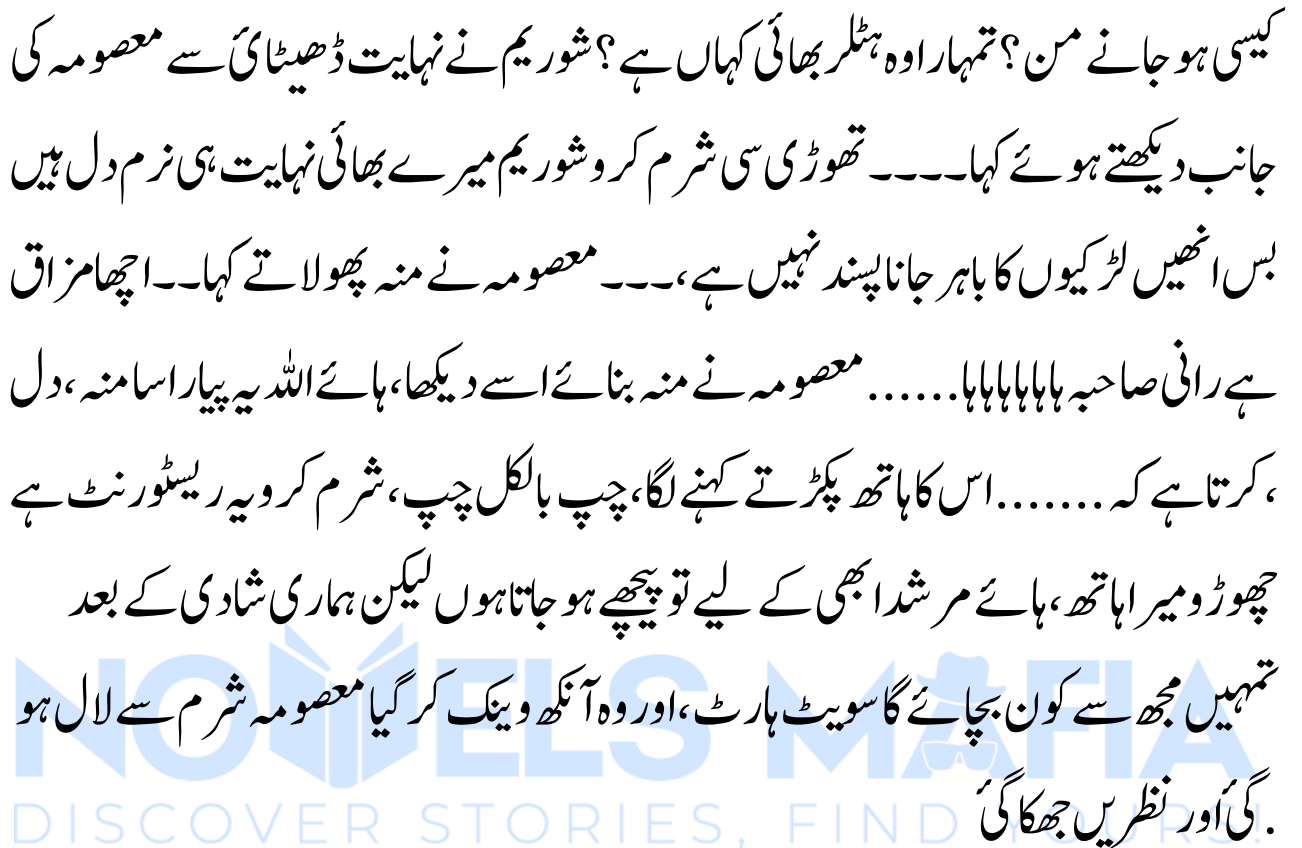 کیسی ہو جانے من؟ تمہارا وہ ہٹلر بھائی کہاں ہے؟ شوریم نے نہایت ڈھیٹائ سے معصومہ کی
جانب دیکھتے ہوئے کہا۔۔۔۔ تھوڑی سی شرم کرو شوریم میرے بھائی نہایت ہی نرم دل ہیں
بس انھیں لڑکیوں کا باہر جانا پسند نہیں ہے،۔۔۔ معصومہ نے منہ پھولاتے کہا۔۔اچھا مزاق
ہے رانی صاحبہ ہاہاہاہاہاہا...... معصومہ نے منہ بنائے اسے دیکھا،ہائے اللہ یہ پیارا سا منہ ،دل
،کرتا ہے کہ.......اس کا ہاتھ پکڑتے کہنے لگا،چپ بالکل چپ،شرم کرو یہ ریسٹورنٹ ہے
چھوڑو میرا ہاتھ،ہائے مرشد ابھی کے لیے تو پیچھے ہو جاتا ہوں لیکن ہماری شادی کے بعد
تمہیں مجھ سے کون بچائے گا سویٹ ہارٹ،اور وہ آنکھ وینک کر گیا معصومہ شرم سے لال ہو
.گئ اور نظریں جھکا گئ
NOVELS MAFIA
DISCOVER STORIES, FIND YOURS!